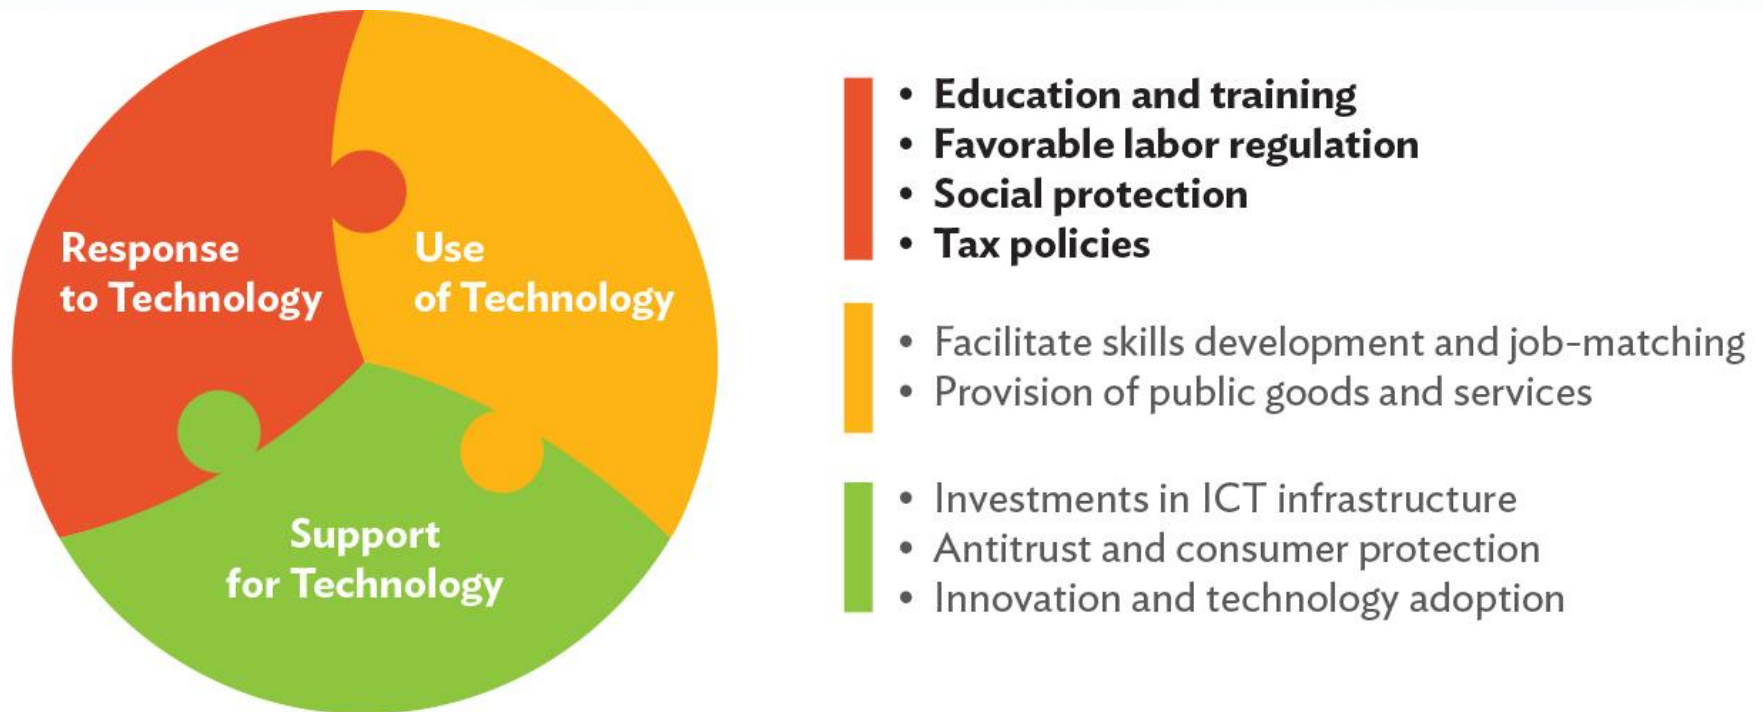 Response
to Technology
Use
of Technology
Support
for Technology
• Education and training
• Favorable labor regulation
• Social protection
• Tax policies
• Facilitate skills development and job-matching
• Provision of public goods and services
• Investments in ICT infrastructure
• Antitrust and consumer protection
• Innovation and technology adoption